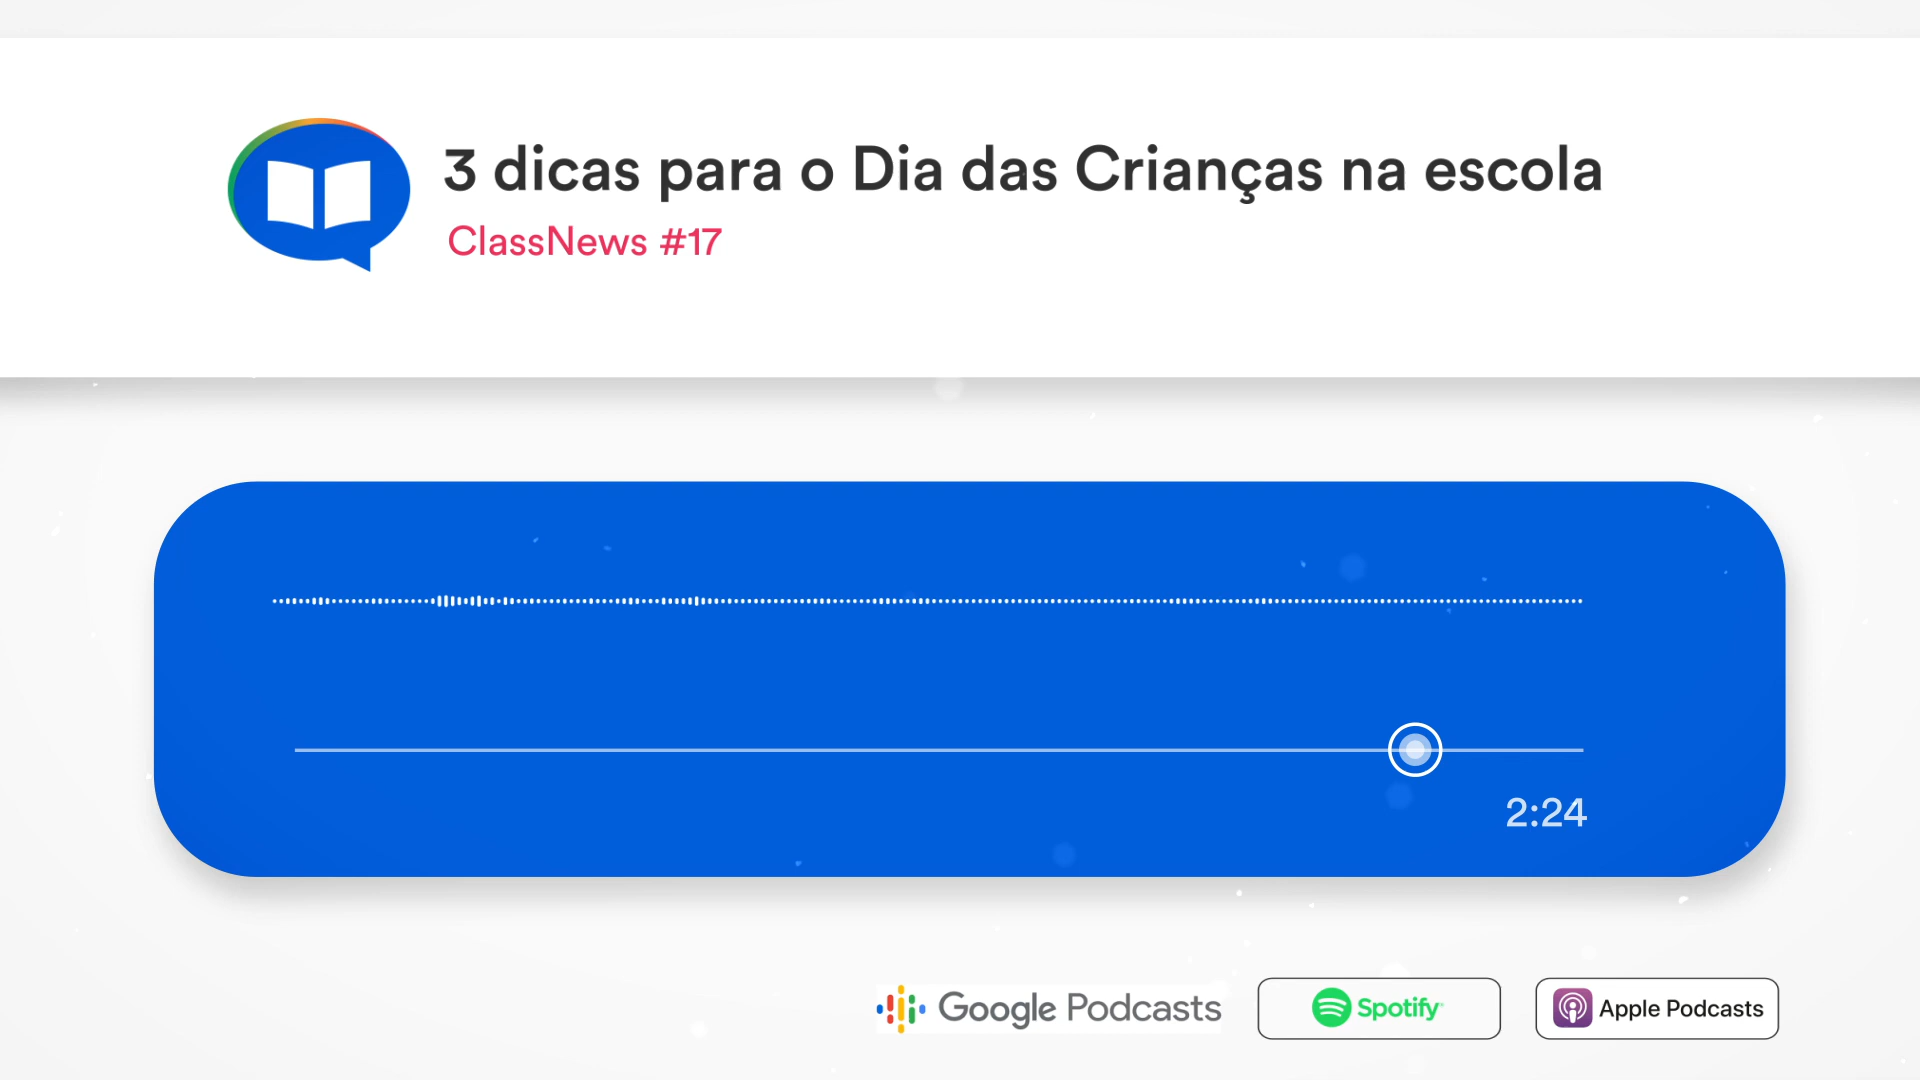 3 dicas para o Dia das Crianças na escola
ClassNews #17
2:24
Google Podcasts
Spotify
Apple Podcasts